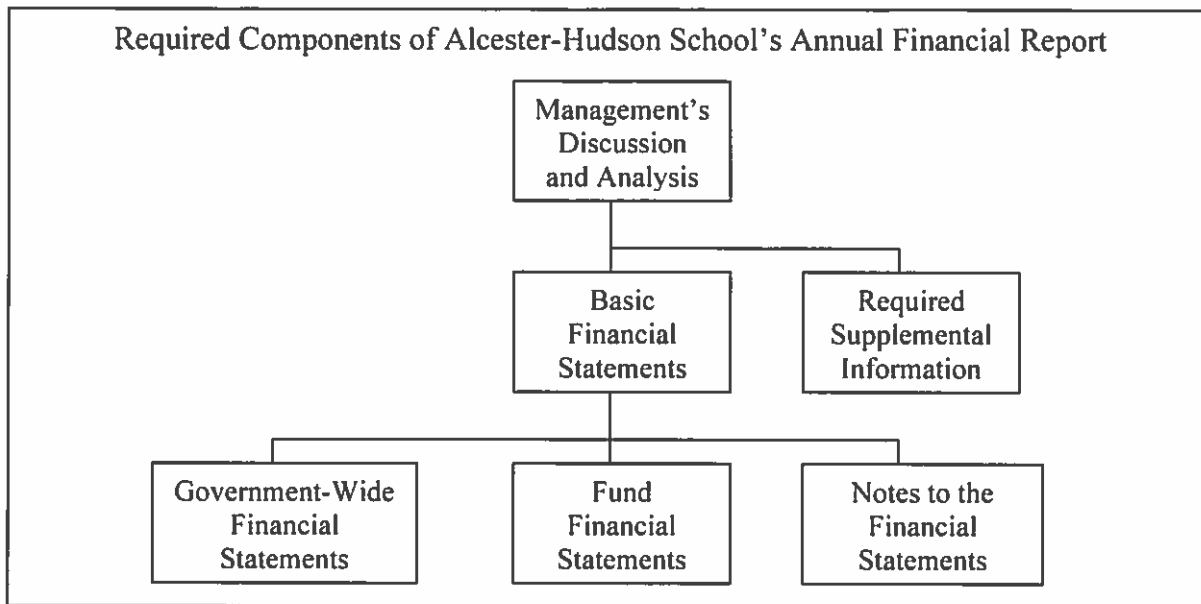 Required Components of Alcester-Hudson School's Annual Financial Report
Management's
Discussion
and Analysis
Basic
Financial
Statements
Required
Supplemental
Information
Government-Wide
Financial
Statements
Fund
Financial
Statements
Notes to the
Financial
Statements